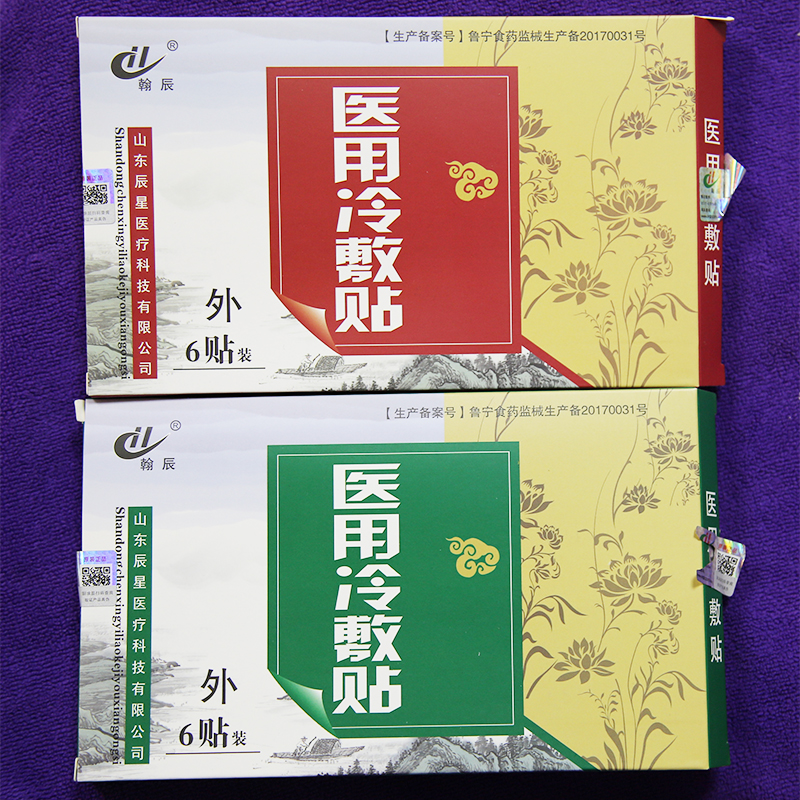 【生产备案号】鲁宁食药监械生产备20170031号
®
翰辰
医用冷敷贴
山东辰星医疗科技有限公司
Shandongchenxingyiliaokejiyouxiangongsi
外
6贴装
医用敷贴
【生产备案号】鲁宁食药监械生产备20170031号
®
翰辰
医用冷敷贴
山东辰星医疗科技有限公司
Shandongchenxingyiliaokejiyouxiangongsi
外
6贴装
医用敷贴